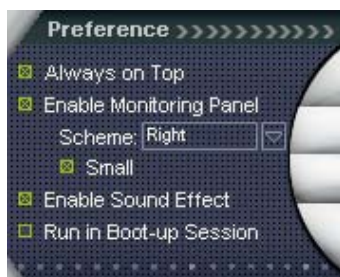 Preference >>>>>>>>>>>
Always on Top
Enable Monitoring Panel
Scheme: Right
Small
Enable Sound Effect
Run in Boot-up Session